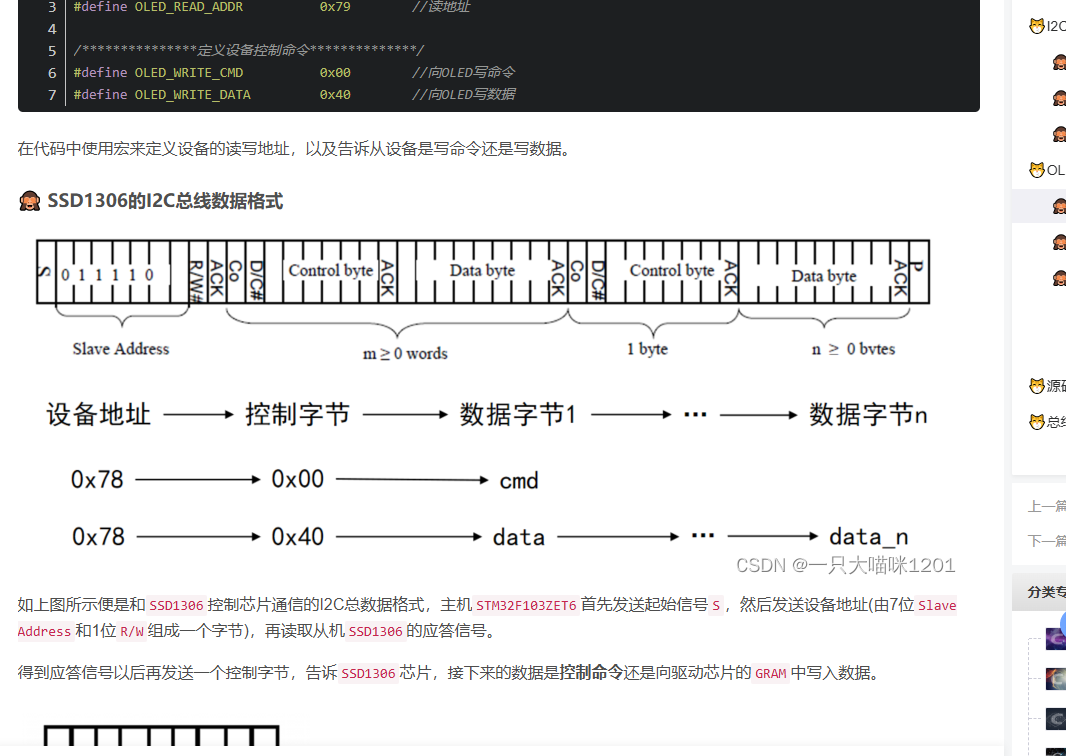 3 #define OLED_READ_ADDR 0x79 //读地址
4
5 /***************定义设备控制命令**************/
6 #define OLED_WRITE_CMD 0x00 //向OLED写命令
7 #define OLED_WRITE_DATA 0x40 //向OLED写数据
在代码中使用宏来定义设备的读写地址，以及告诉从设备是写命令还是写数据。
SSD1306的I2C总线数据格式
S 0 1 1 1 1 0 R/W# ACK Co D/C# Control byte ACK Data byte ACK Co D/C# Control byte ACK Data byte ACK P
Slave Address m ≥ 0 words 1 byte n ≥ 0 bytes
设备地址 控制字节 数据字节1 ··· 数据字节n
0x78 0x00 cmd
0x78 0x40 data ··· data_n
CSDN @一只大喵咪1201
如上图所示便是和 SSD1306 控制芯片通信的I2C总数据格式，主机 STM32F103ZET6 首先发送起始信号 S ，然后发送设备地址(由7位 Slave
Address 和1位 R/W 组成一个字节)，再读取从机 SSD1306 的应答信号。
得到应答信号以后再发送一个控制字节，告诉 SSD1306 芯片，接下来的数据是控制命令还是向驱动芯片的 GRAM 中写入数据。
I2C
OL
源码
总结
上一篇
下一篇
分类专